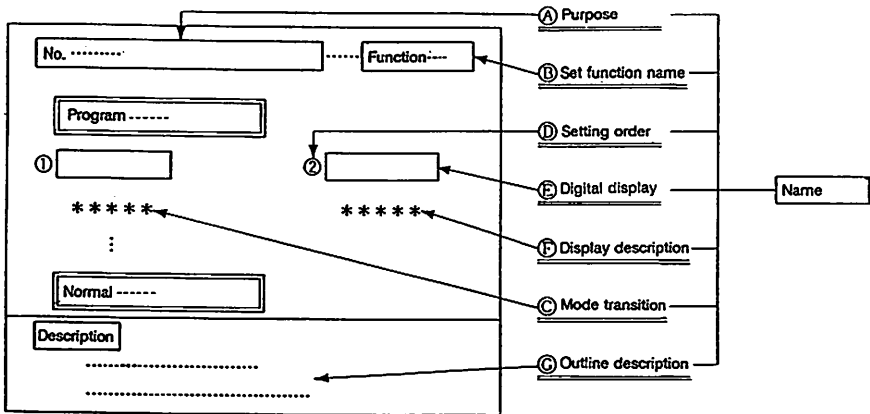 Ⓐ Purpose
No. ·········
······ Function----
Ⓑ Set function name
Program ------
Ⓓ Setting order
①
②
Ⓔ Digital display
Name
*****
*****
Ⓕ Display description
⋮
Normal ------
Ⓒ Mode transition
Description
Ⓖ Outline description